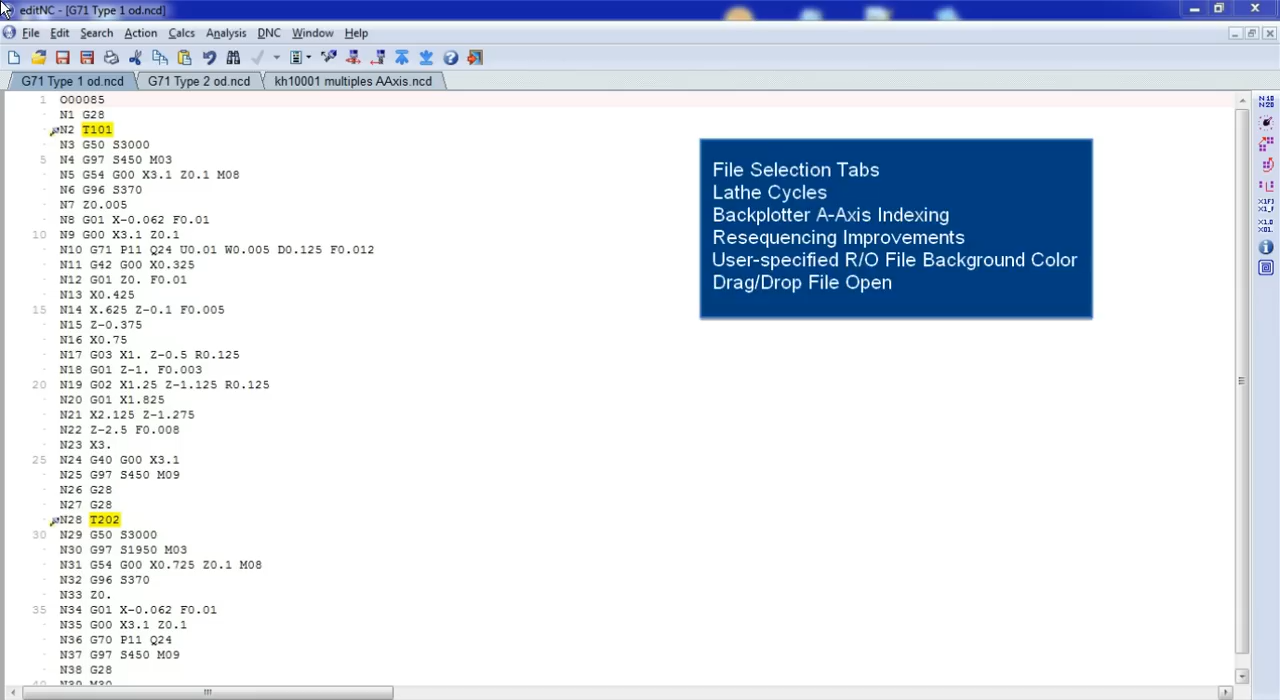 editNC - [G71 Type 1 od.ncd]
File Edit Search Action Calcs Analysis DNC Window Help
G71 Type 1 od.ncd G71 Type 2 od.ncd kh10001 multiples AAxis.ncd
1 O00085
N1 G28
N2 T101
N3 G50 S3000
5 N4 G97 S450 M03
N5 G54 G00 X3.1 Z0.1 M08
N6 G96 S370
N7 Z0.005
N8 G01 X-0.062 F0.01
10 N9 G00 X3.1 Z0.1
N10 G71 P11 Q24 U0.01 W0.005 D0.125 F0.012
N11 G42 G00 X0.325
N12 G01 Z0. F0.01
N13 X0.425
15 N14 X.625 Z-0.1 F0.005
N15 Z-0.375
N16 X0.75
N17 G03 X1. Z-0.5 R0.125
N18 G01 Z-1. F0.003
20 N19 G02 X1.25 Z-1.125 R0.125
N20 G01 X1.825
N21 X2.125 Z-1.275
N22 Z-2.5 F0.008
N23 X3.
25 N24 G40 G00 X3.1
N25 G97 S450 M09
N26 G28
N27 G28
N28 T202
30 N29 G50 S3000
N30 G97 S1950 M03
N31 G54 G00 X0.725 Z0.1 M08
N32 G96 S370
N33 Z0.
35 N34 G01 X-0.062 F0.01
N35 G00 X3.1 Z0.1
N36 G70 P11 Q24
N37 G97 S450 M09
N38 G28
40 N39 M30
File Selection Tabs
Lathe Cycles
Backplotter A-Axis Indexing
Resequencing Improvements
User-specified R/O File Background Color
Drag/Drop File Open